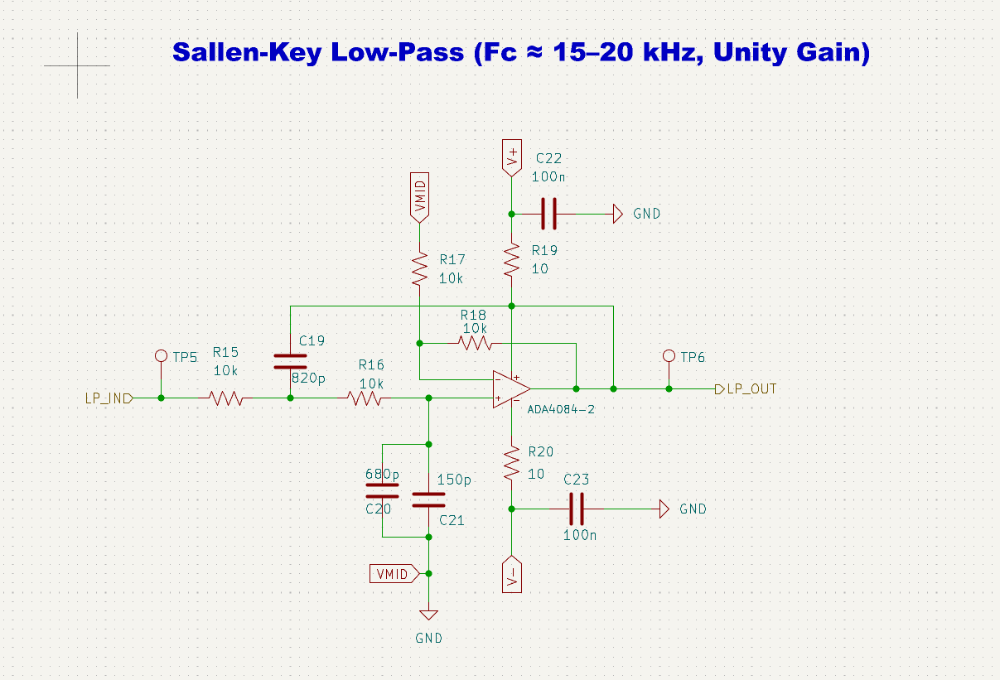 Sallen-Key Low-Pass (Fc ≈ 15–20 kHz, Unity Gain)
V+
C22
100n
GND
VMID
R17
10k
R19
10
R18
10k
C19
820p
TP5
R15
10k
R16
10k
LP_IN
TP6
LP_OUT
−
+
+
−
ADA4084-2
R20
10
C23
100n
GND
680p
C20
150p
C21
VMID
V−
GND